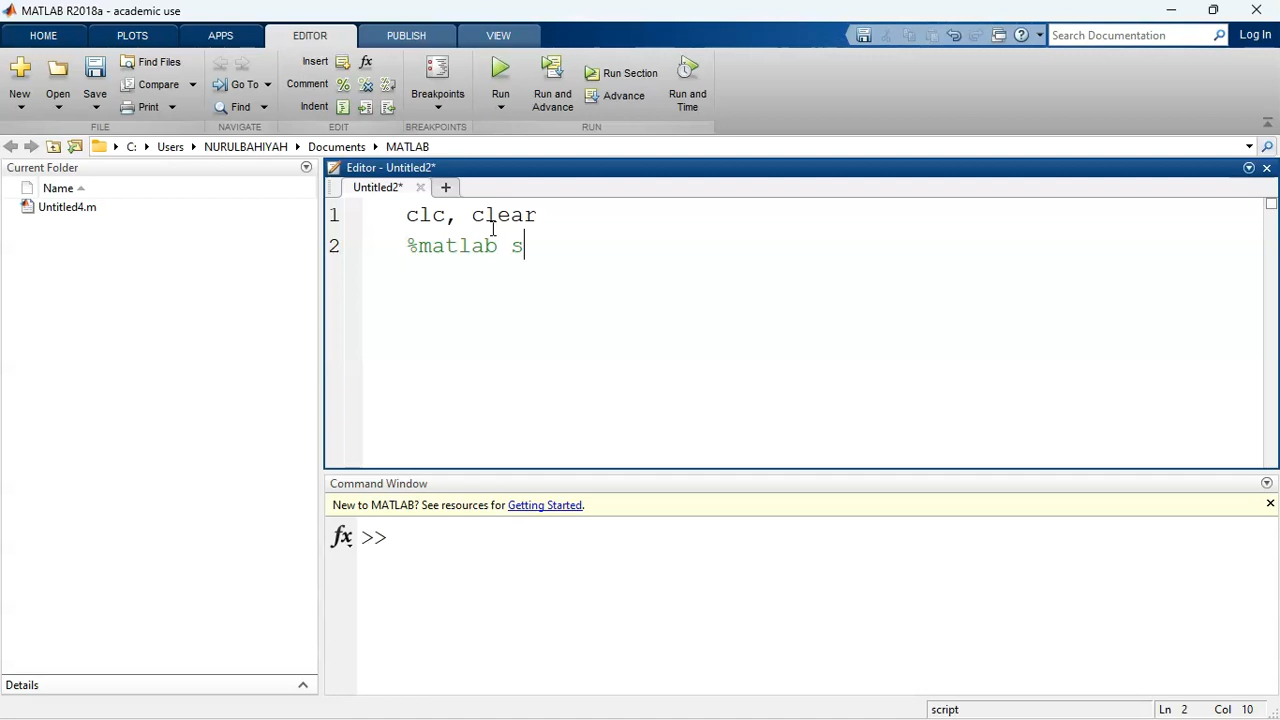 MATLAB R2018a - academic use
HOME PLOTS APPS EDITOR PUBLISH VIEW
Search Documentation
Log In
New Open Save
Find Files
Compare
Print
FILE
Go To
Find
NAVIGATE
Insert fx
Comment
Indent
EDIT
Breakpoints
BREAKPOINTS
Run
Run and Advance
Run Section
Advance
Run and Time
RUN
C: Users NURULBAHIYAH Documents MATLAB
Current Folder
Name
Untitled4.m
Details
Editor - Untitled2*
Untitled2*
1 clc, clear
2 %matlab s
Command Window
New to MATLAB? See resources for Getting Started.
fx >>
script Ln 2 Col 10